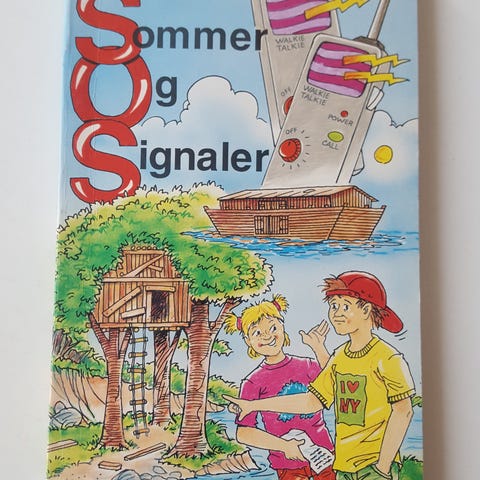 Sommer
Og
Signaler
WALKIE
TALKIE
OFF
WALKIE
TALKIE
POWER
OFF
CALL
I ♥
NY